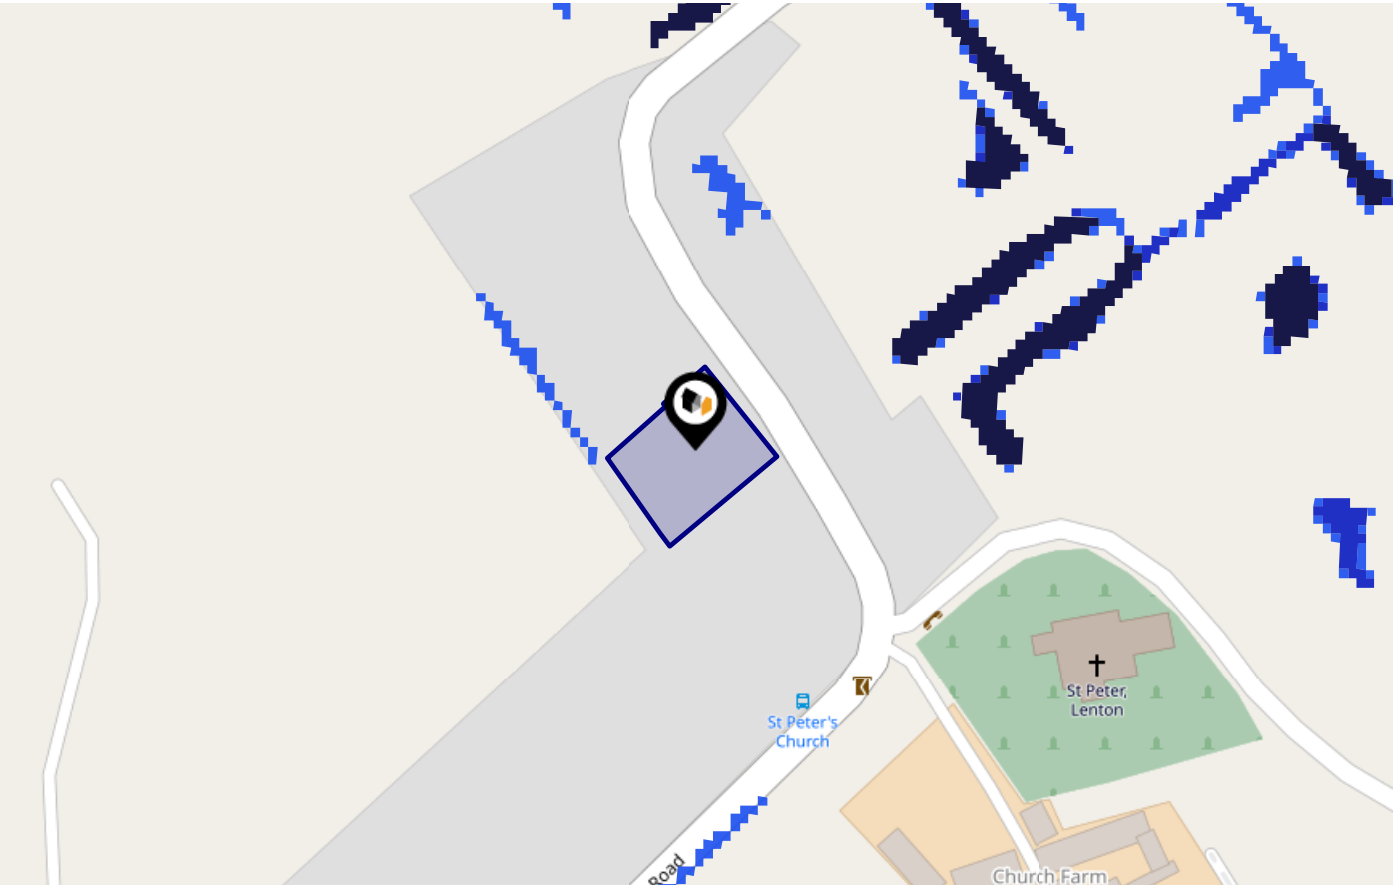 St Peter,
Lenton
St Peter's
Church
Road
Church Farm